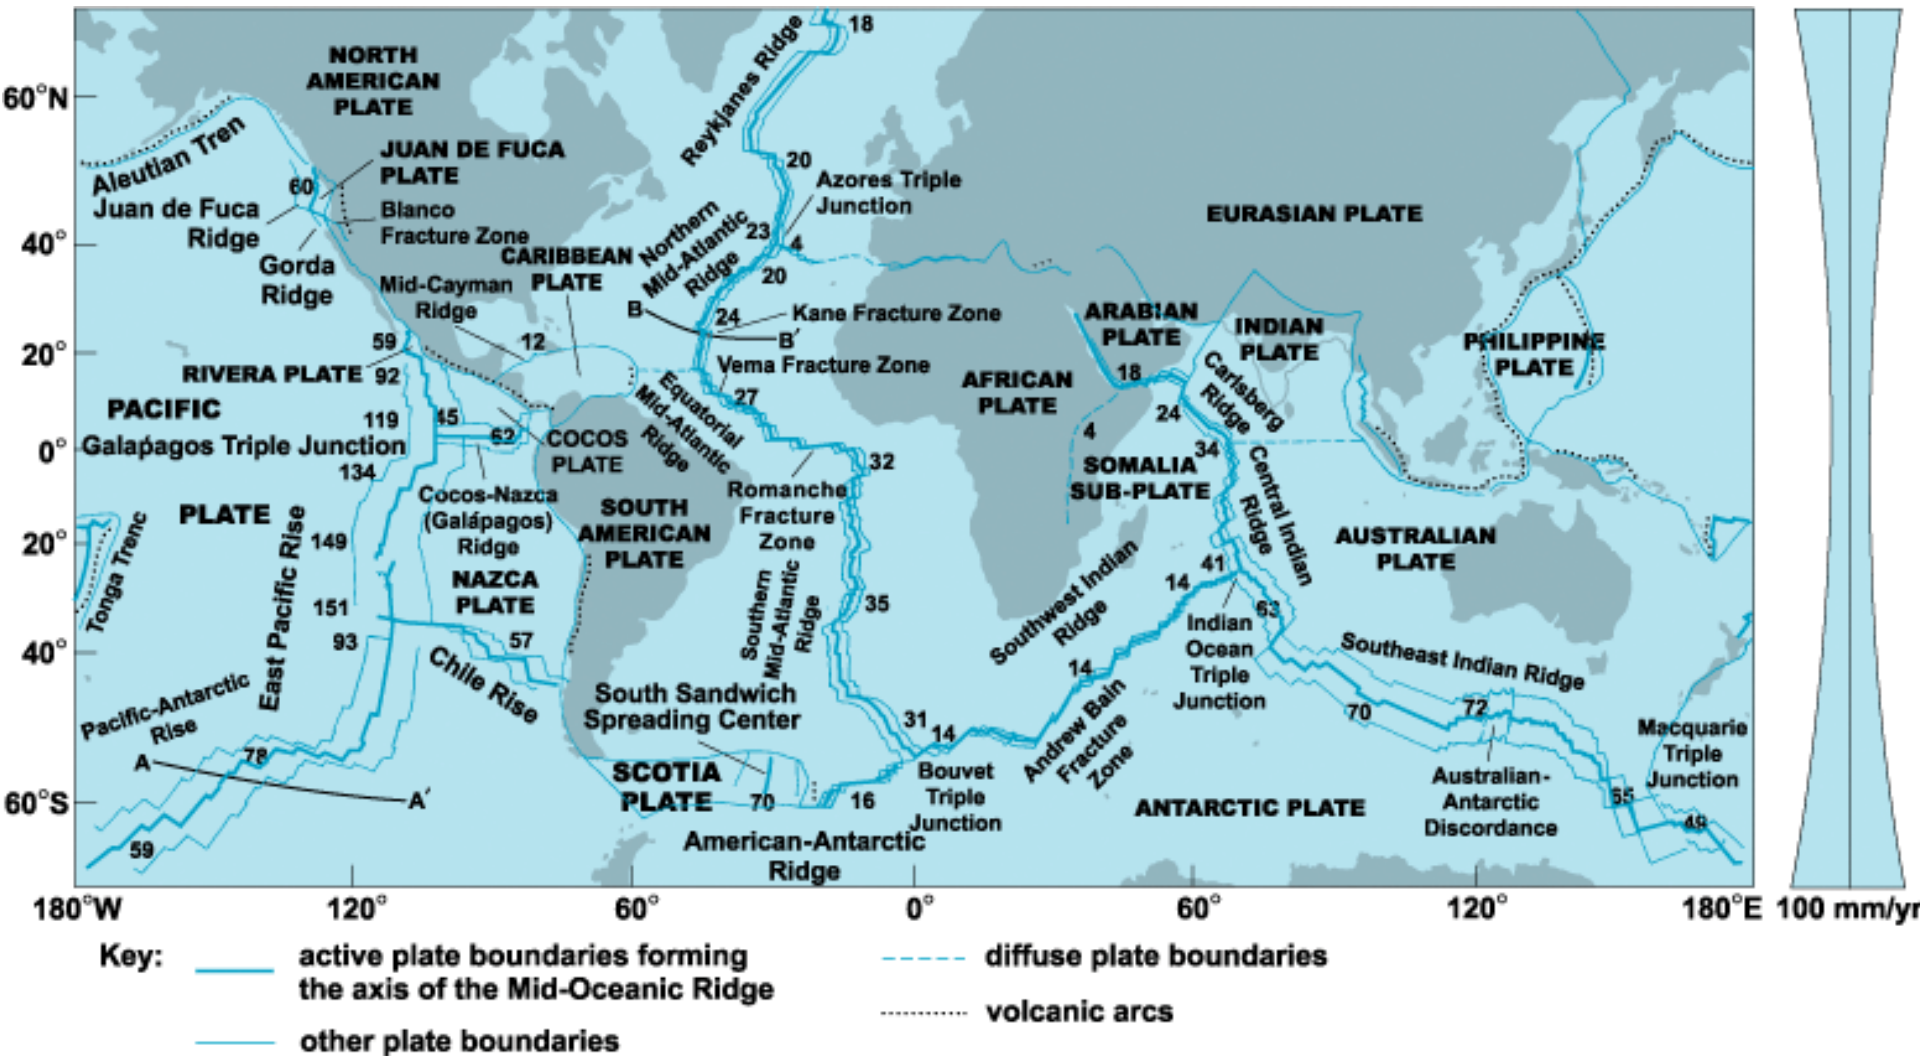 NORTH
AMERICAN
PLATE
Reykjanes Ridge
18
60°N
Aleutian Tren
60
JUAN DE FUCA
PLATE
20
Azores Triple
Junction
Juan de Fuca
Ridge
Blanco
Fracture Zone
Northern
Mid-Atlantic
Ridge
23
4
EURASIAN PLATE
40°
Gorda
Ridge
CARIBBEAN
PLATE
Mid-Cayman
Ridge
20
B
24
Kane Fracture Zone
B′
ARABIAN
PLATE
INDIAN
PLATE
PHILIPPINE
PLATE
20°
59
12
RIVERA PLATE
92
Vema Fracture Zone
AFRICAN
PLATE
18
Carlsberg
Ridge
24
PACIFIC
119
45
62
COCOS
PLATE
Equatorial
Mid-Atlantic
Ridge
27
4
34
0°
Galápagos Triple Junction
134
32
SOMALIA
SUB-PLATE
Central Indian
Ridge
Cocos-Nazca
(Galápagos)
Ridge
SOUTH
AMERICAN
PLATE
Romanche
Fracture
Zone
PLATE
20°
149
AUSTRALIAN
PLATE
Tonga Trenc
East Pacific Rise
NAZCA
PLATE
Southern
Mid-Atlantic
Ridge
35
Southwest Indian
Ridge
14
41
151
93
57
63
Indian
Ocean
Triple
Junction
40°
Chile Rise
14
Southeast Indian Ridge
Pacific-Antarctic
Rise
South Sandwich
Spreading Center
31
14
Andrew Bain
Fracture
Zone
70
72
Macquarie
Triple
Junction
A
78
A′
SCOTIA
PLATE
70
16
Bouvet
Triple
Junction
ANTARCTIC PLATE
Australian-
Antarctic
Discordance
65
49
60°S
59
American-Antarctic
Ridge
180°W
120°
60°
0°
60°
120°
180°E
100 mm/yr
Key:
active plate boundaries forming
the axis of the Mid-Oceanic Ridge
other plate boundaries
diffuse plate boundaries
volcanic arcs